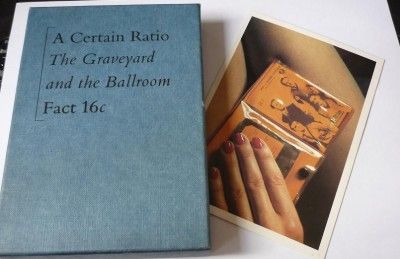 A Certain Ratio
The Graveyard
and the Ballroom
Fact 16c